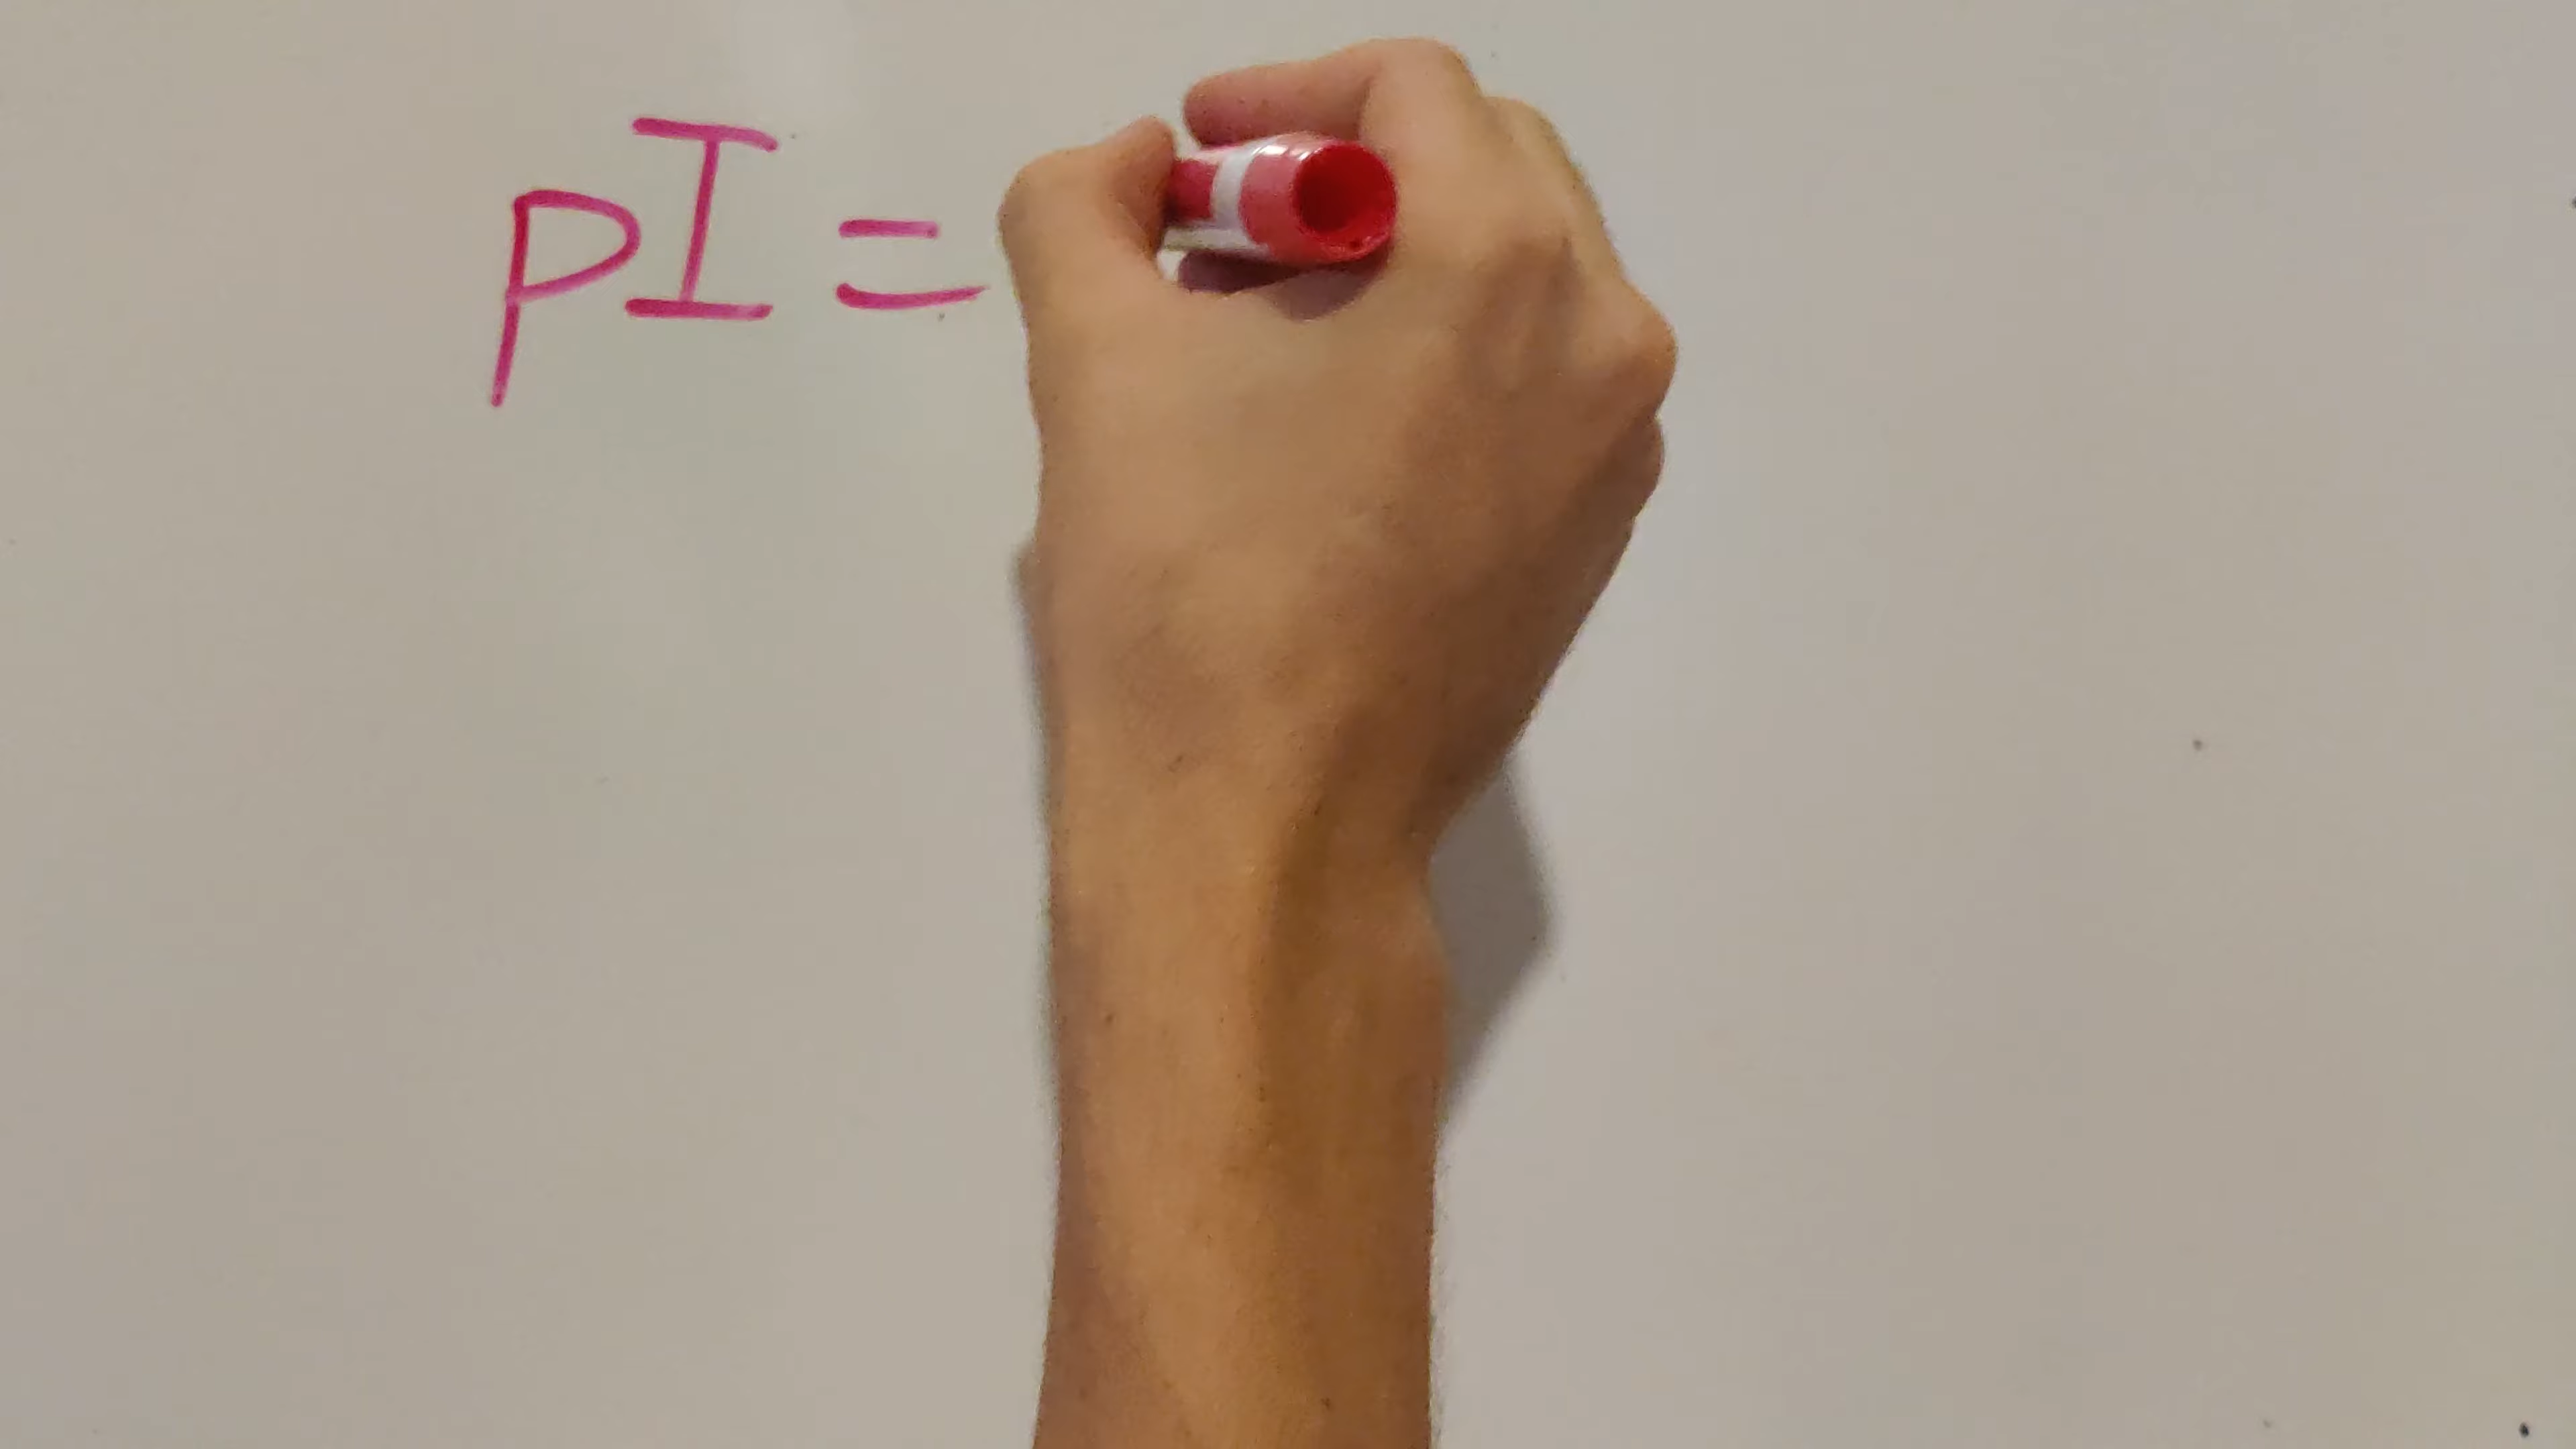 pI =